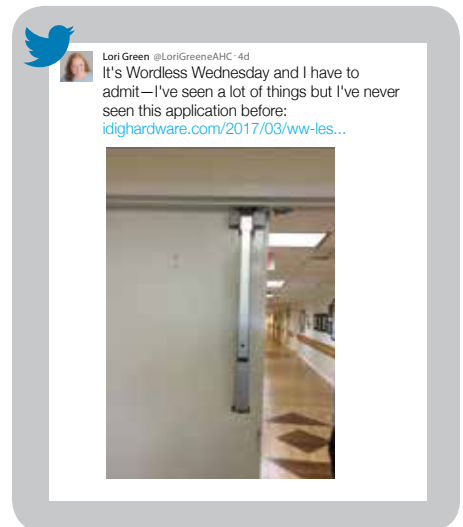 Lori Green @LoriGreeneAHC · 4d
It's Wordless Wednesday and I have to
admit—I've seen a lot of things but I've never
seen this application before:
idighardware.com/2017/03/ww-les...